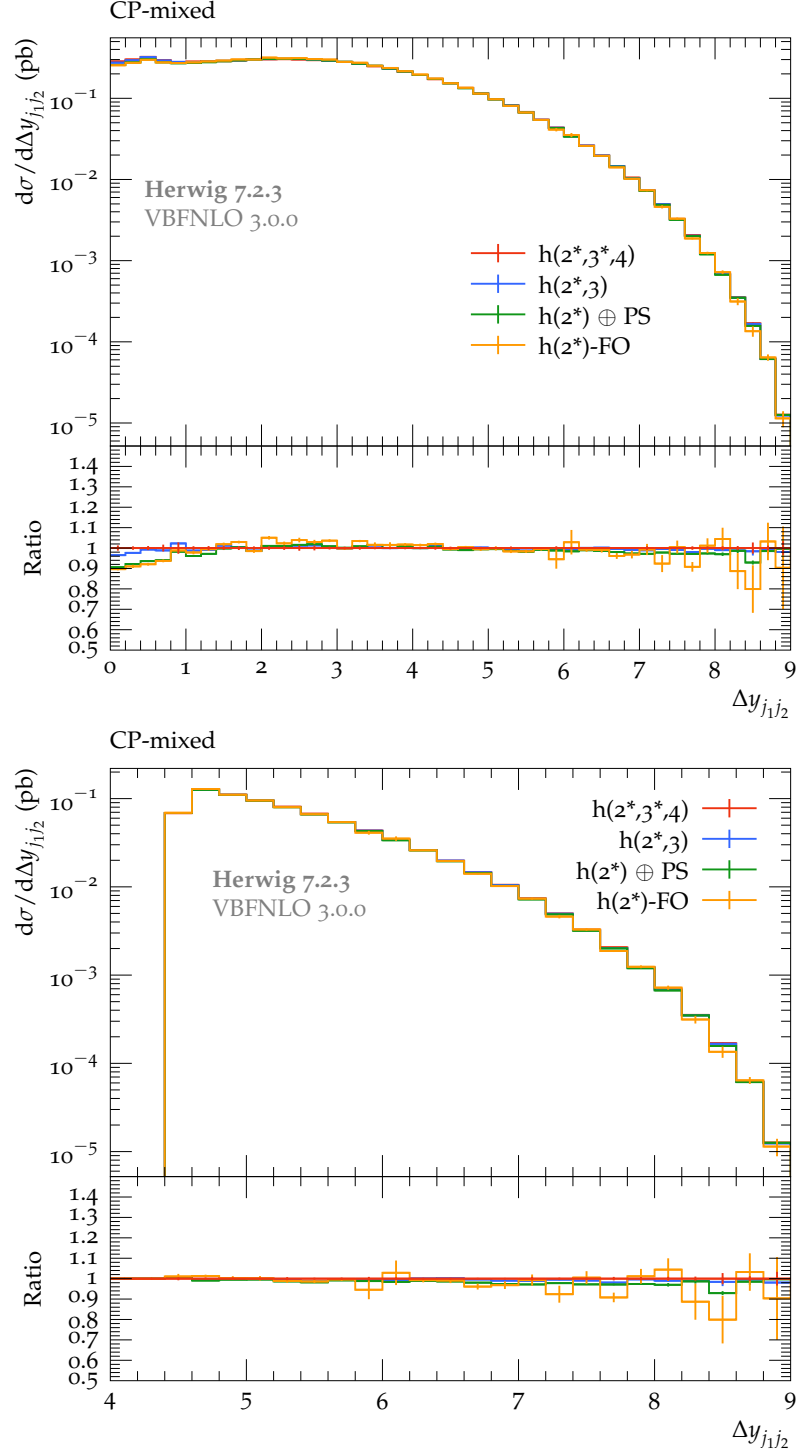 CP-mixed
dσ/dΔy_{j₁j₂} (pb)
10⁻¹
10⁻²
10⁻³
10⁻⁴
10⁻⁵
Herwig 7.2.3
VBFNLO 3.0.0
h(2*,3*,4)
h(2*,3)
h(2*) ⊕ PS
h(2*)-FO
Ratio
1.4
1.3
1.2
1.1
1
0.9
0.8
0.7
0.6
0.5
0 1 2 3 4 5 6 7 8 9
Δy_{j₁j₂}
CP-mixed
dσ/dΔy_{j₁j₂} (pb)
10⁻¹
10⁻²
10⁻³
10⁻⁴
10⁻⁵
h(2*,3*,4)
h(2*,3)
h(2*) ⊕ PS
h(2*)-FO
Herwig 7.2.3
VBFNLO 3.0.0
Ratio
1.4
1.3
1.2
1.1
1
0.9
0.8
0.7
0.6
0.5
4 5 6 7 8 9
Δy_{j₁j₂}